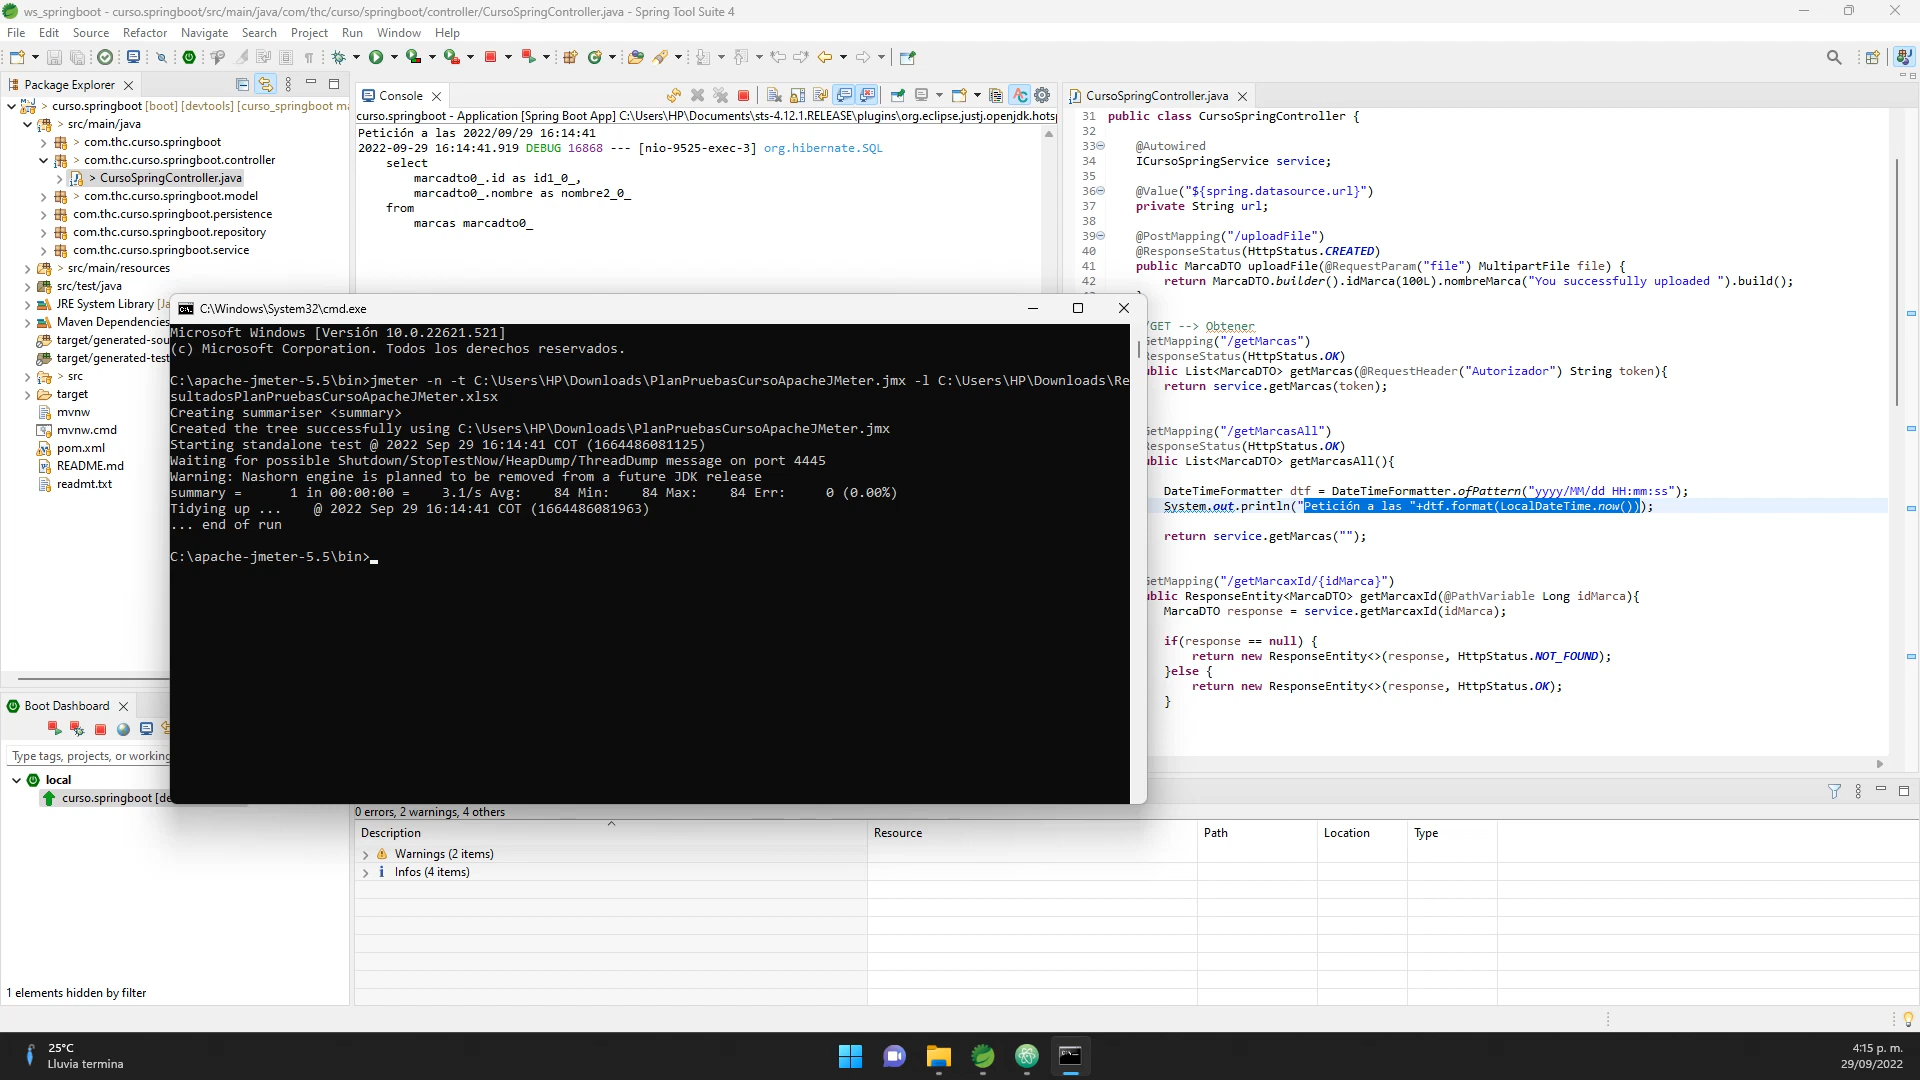 ws_springboot - curso.springboot/src/main/java/com/thc/curso/springboot/controller/CursoSpringController.java - Spring Tool Suite 4
File Edit Source Refactor Navigate Search Project Run Window Help
Package Explorer
curso.springboot [boot] [devtools] [curso_springboot ma
src/main/java
com.thc.curso.springboot
com.thc.curso.springboot.controller
CursoSpringController.java
com.thc.curso.springboot.model
com.thc.curso.springboot.persistence
com.thc.curso.springboot.repository
com.thc.curso.springboot.service
src/main/resources
src/test/java
JRE System Library [Ja
Maven Dependencies
target/generated-sou
target/generated-test
src
target
mvnw
mvnw.cmd
pom.xml
README.md
readmt.txt
Boot Dashboard
Type tags, projects, or working
local
curso.springboot [de
1 elements hidden by filter
Console
curso.springboot - Application [Spring Boot App] C:\Users\HP\Documents\sts-4.12.1.RELEASE\plugins\org.eclipse.justj.openjdk.hotsp
Petición a las 2022/09/29 16:14:41
2022-09-29 16:14:41.919 DEBUG 16868 --- [nio-9525-exec-3] org.hibernate.SQL
select
marcadto0_.id as id1_0_,
marcadto0_.nombre as nombre2_0_
from
marcas marcadto0_
C:\Windows\System32\cmd.exe
Microsoft Windows [Versión 10.0.22621.521]
(c) Microsoft Corporation. Todos los derechos reservados.
C:\apache-jmeter-5.5\bin>jmeter -n -t C:\Users\HP\Downloads\PlanPruebasCursoApacheJMeter.jmx -l C:\Users\HP\Downloads\Re
sultadosPlanPruebasCursoApacheJMeter.xlsx
Creating summariser <summary>
Created the tree successfully using C:\Users\HP\Downloads\PlanPruebasCursoApacheJMeter.jmx
Starting standalone test @ 2022 Sep 29 16:14:41 COT (1664486081125)
Waiting for possible Shutdown/StopTestNow/HeapDump/ThreadDump message on port 4445
Warning: Nashorn engine is planned to be removed from a future JDK release
summary = 1 in 00:00:00 = 3.1/s Avg: 84 Min: 84 Max: 84 Err: 0 (0.00%)
Tidying up ... @ 2022 Sep 29 16:14:41 COT (1664486081963)
... end of run
C:\apache-jmeter-5.5\bin>
CursoSpringController.java
31 public class CursoSpringController {
32
33 @Autowired
34 ICursoSpringService service;
35
36 @Value("${spring.datasource.url}")
37 private String url;
38
39 @PostMapping("/uploadFile")
40 @ResponseStatus(HttpStatus.CREATED)
41 public MarcaDTO uploadFile(@RequestParam("file") MultipartFile file) {
42 return MarcaDTO.builder().idMarca(100L).nombreMarca("You successfully uploaded ").build();
/GET --> Obtener
GetMapping("/getMarcas")
ResponseStatus(HttpStatus.OK)
ublic List<MarcaDTO> getMarcas(@RequestHeader("Autorizador") String token){
return service.getMarcas(token);
GetMapping("/getMarcasAll")
ResponseStatus(HttpStatus.OK)
ublic List<MarcaDTO> getMarcasAll(){
DateTimeFormatter dtf = DateTimeFormatter.ofPattern("yyyy/MM/dd HH:mm:ss");
System.out.println("Petición a las "+dtf.format(LocalDateTime.now()));
return service.getMarcas("");
GetMapping("/getMarcaxId/{idMarca}")
ublic ResponseEntity<MarcaDTO> getMarcaxId(@PathVariable Long idMarca){
MarcaDTO response = service.getMarcaxId(idMarca);
if(response == null) {
return new ResponseEntity<>(response, HttpStatus.NOT_FOUND);
}else {
return new ResponseEntity<>(response, HttpStatus.OK);
}
0 errors, 2 warnings, 4 others
Description Resource Path Location Type
Warnings (2 items)
Infos (4 items)
25°C
Lluvia termina
4:15 p. m.
29/09/2022